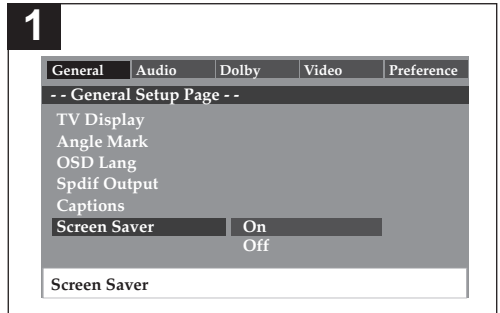 1
General Audio Dolby Video Preference
- - General Setup Page - -
TV Display
Angle Mark
OSD Lang
Spdif Output
Captions
Screen Saver On
Off
Screen Saver